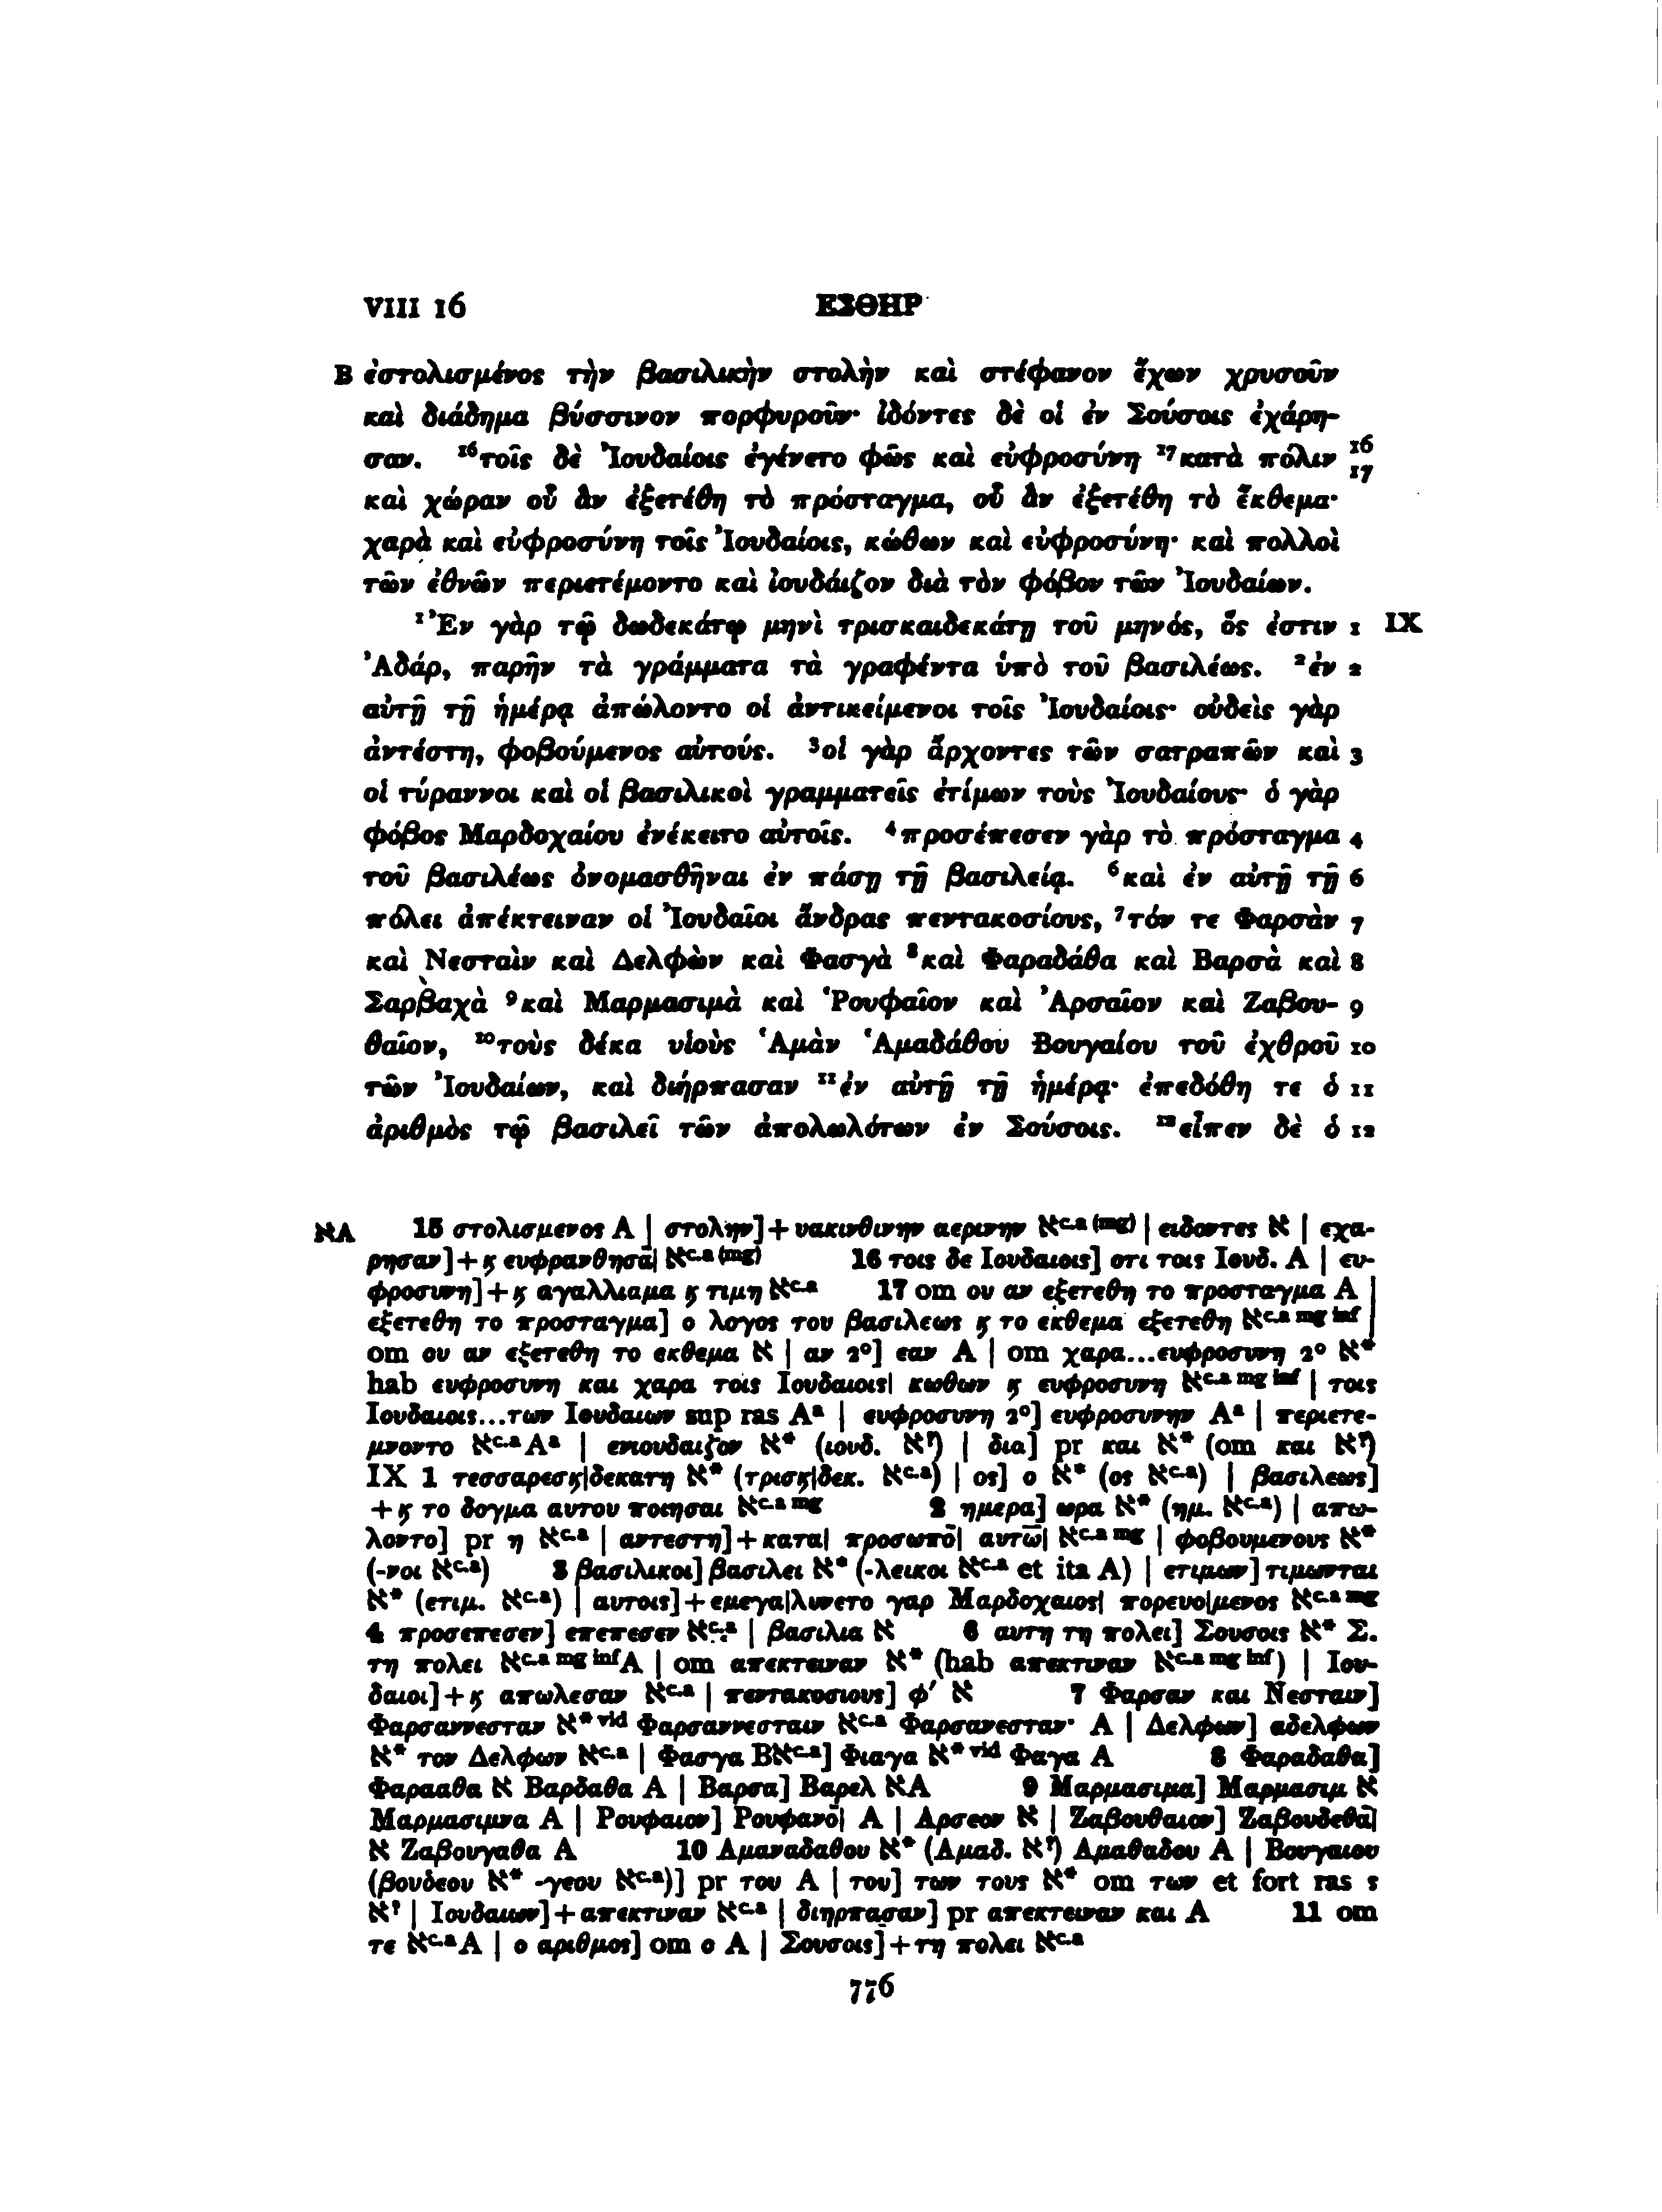 VIII 16 ΕΣΘΗΡ
B ἐστολισμένος τὴν βασιλικὴν στολὴν καὶ στέφανον ἔχων χρυσοῦν
καὶ διάδημα βύσσινον πορφυροῦν· ἰδόντες δὲ οἱ ἐν Σούσοις ἐχάρη-
σαν. ¹⁶τοῖς δὲ Ἰουδαίοις ἐγένετο φῶς καὶ εὐφροσύνη ¹⁷κατὰ πόλιν 16 17
καὶ χώραν οὗ ἂν ἐξετέθη τὸ πρόσταγμα, οὗ ἂν ἐξετέθη τὸ ἔκθεμα·
χαρὰ καὶ εὐφροσύνη τοῖς Ἰουδαίοις, κώθων καὶ εὐφροσύνη· καὶ πολλοὶ
τῶν ἐθνῶν περιετέμοντο καὶ ἰουδάιζον διὰ τὸν φόβον τῶν Ἰουδαίων.
¹Ἐν γὰρ τῷ δωδεκάτῳ μηνὶ τρισκαιδεκάτῃ τοῦ μηνός, ὅς ἐστιν 1 IX
Ἀδάρ, παρῆν τὰ γράμματα τὰ γραφέντα ὑπὸ τοῦ βασιλέως. ²ἐν 2
αὐτῇ τῇ ἡμέρᾳ ἀπώλοντο οἱ ἀντικείμενοι τοῖς Ἰουδαίοις· οὐδεὶς γὰρ
ἀντέστη, φοβούμενος αὐτούς. ³οἱ γὰρ ἄρχοντες τῶν σατραπῶν καὶ 3
οἱ τύραννοι καὶ οἱ βασιλικοὶ γραμματεῖς ἐτίμων τοὺς Ἰουδαίους· ὁ γὰρ
φόβος Μαρδοχαίου ἐνέκειτο αὐτοῖς. ⁴προσέπεσεν γὰρ τὸ πρόσταγμα 4
τοῦ βασιλέως ὀνομασθῆναι ἐν πάσῃ τῇ βασιλείᾳ. ⁶καὶ ἐν αὐτῇ τῇ 6
πόλει ἀπέκτειναν οἱ Ἰουδαῖοι ἄνδρας πεντακοσίους, ⁷τόν τε Φαρσὰν 7
καὶ Νεσταὶν καὶ Δελφὼν καὶ Φασγὰ ⁸καὶ Φαραδάθα καὶ Βαρσὰ καὶ 8
Σαρβαχὰ ⁹καὶ Μαρμασιμὰ καὶ Ῥουφαῖον καὶ Ἀρσαῖον καὶ Ζαβου- 9
θαῖον, ¹⁰τοὺς δέκα υἱοὺς Ἁμὰν Ἁμαδάθου Βουγαίου τοῦ ἐχθροῦ 10
τῶν Ἰουδαίων, καὶ διήρπασαν ¹¹ἐν αὐτῇ τῇ ἡμέρᾳ· ἐπεδόθη τε ὁ 11
ἀριθμὸς τῷ βασιλεῖ τῶν ἀπολωλότων ἐν Σούσοις. ¹²εἶπεν δὲ ὁ 12
אA 15 στολισμενος A | στολην]+υακινθινην αερινην א^c.a (mg) | ειδοντες א | εχα-
ρησαν]+ϗ ευφρανθησᾱ| א^c.a (mg) 16 τοις δε Ιουδαιοις] οτι τοις Ιουδ. A | ευ-
φροσυνη]+ϗ αγαλλιαμα ϗ τιμη א^c.a 17 om ου αν εξετεθη το προσταγμα A |
εξετεθη το προσταγμα] ο λογος του βασιλεως ϗ το εκθεμα εξετεθη א^c.a mg inf |
om ου αν εξετεθη το εκθεμα א | αν 2°] εαν A | om χαρα...ευφροσυνη 2° א*
hab ευφροσυνη και χαρα τοις Ιουδαιοις| κωθων ϗ ευφροσυνη א^c.a mg inf | τοις
Ιουδαιοις...των Ιουδαιων sup ras A^a | ευφροσυνη 2°] ευφροσυνην A^a | περιετε-
μνοντο א^c.a A^a | ενιουδαιζον א* (ιουδ. א^?) | δια] pr και א* (om και א^?)
IX 1 τεσσαρεσϗ|δεκατη א* (τρισϗ|δεκ. א^c.a) | ος] ο א* (ος א^c.a) | βασιλεως]
+ϗ το δογμα αυτου ποιησαι א^c.a mg 2 ημερα] ωρα א* (ημ. א^c.a) | απω-
λοντο] pr η א^c.a | αντεστη]+κατα| προσωπο̄| αυτω̄| א^c.a mg | φοβουμενους א*
(-νοι א^c.a) 3 βασιλικοι] βασιλει א* (-λεικοι א^c.a et ita A) | ετιμων] τιμωνται
א* (ετιμ. א^c.a) | αυτοις]+εμεγα|λυνετο γαρ Μαρδοχαιος| πορευο|μενος א^c.a mg
4 προσεπεσεν] επεπεσεν א^c.a | βασιλια א 6 αυτη τη πολει] Σουσοις א* Σ.
τη πολει א^c.a mg inf A | om απεκτειναν א* (hab απεκτιναν א^c.a mg inf) | Ιου-
δαιοι]+ϗ απωλεσαν א^c.a | πεντακοσιους] φ′ א 7 Φαρσαν και Νεσταιν]
Φαρσαννεσταν א* vid Φαρσαννεσταιν א^c.a Φαρσανεσταν· A | Δελφων] αδελφων
א* τον Δελφων א^c.a | Φασγα Bא^c.a] Φιαγα א* vid Φαγα A 8 Φαραδαθα]
Φαρααθα א Βαρδαθα A | Βαρσα] Βαρελ אA 9 Μαρμασιμα] Μαρμασιμ א
Μαρμασιμνα A | Ρουφαιον] Ρουφανο̄| A | Αρσεον א | Ζαβουθαιον] Ζαβουδεθᾱ|
א Ζαβουγαθα A 10 Αμαναδαθου א* (Αμαδ. א^?) Αμαθαδου A | Βουγαιου
(βουδεου א* -γεου א^c.a)] pr του A | του] των τους א* om των et fort ras ς
א^? | Ιουδαιων]+απεκτιναν א^c.a | διηρπασαν] pr απεκτειναν και A 11 om
τε א^c.a A | ο αριθμος] om ο A | Σουσοις]+τη πολει א^c.a
776